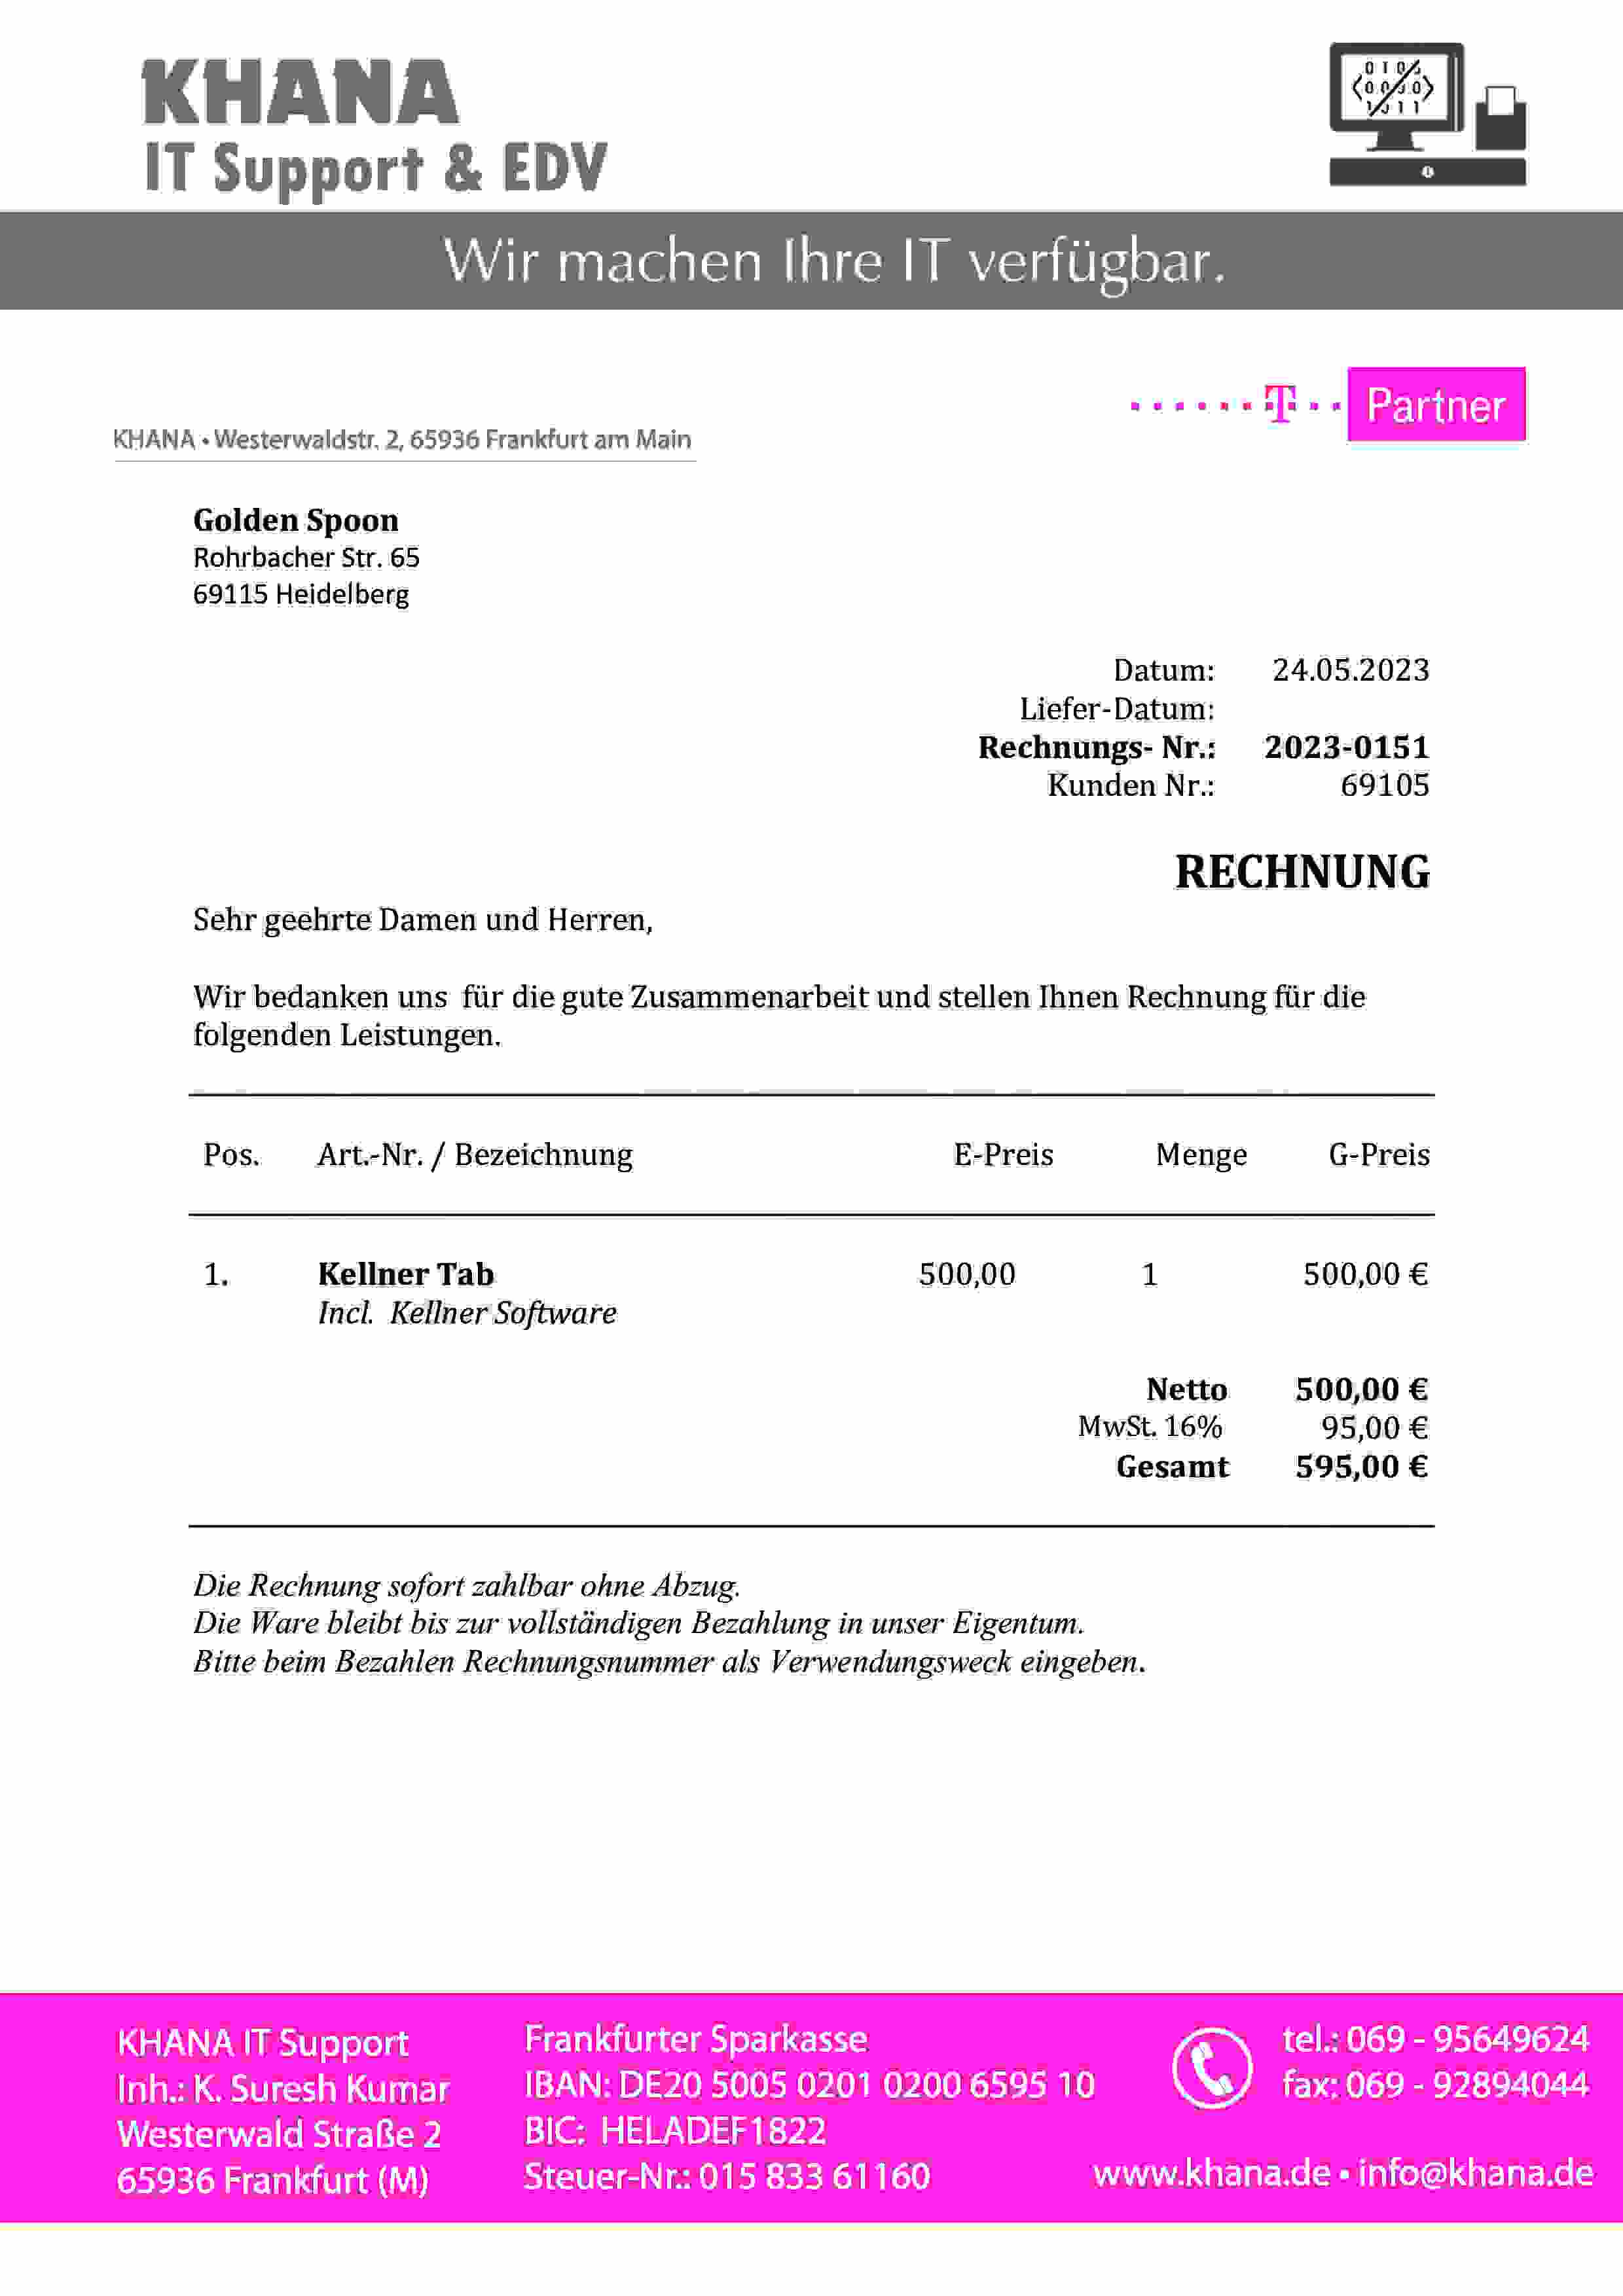 KHANA
IT Support & EDV
Wir machen Ihre IT verfügbar.
T Partner
KHANA • Westerwaldstr. 2, 65936 Frankfurt am Main
Golden Spoon
Rohrbacher Str. 65
69115 Heidelberg
Datum: 24.05.2023
Liefer-Datum:
Rechnungs- Nr.: 2023-0151
Kunden Nr.: 69105
RECHNUNG
Sehr geehrte Damen und Herren,
Wir bedanken uns für die gute Zusammenarbeit und stellen Ihnen Rechnung für die
folgenden Leistungen.
Pos. Art.-Nr. / Bezeichnung E-Preis Menge G-Preis
1. Kellner Tab 500,00 1 500,00 €
Incl. Kellner Software
Netto 500,00 €
MwSt. 16% 95,00 €
Gesamt 595,00 €
Die Rechnung sofort zahlbar ohne Abzug.
Die Ware bleibt bis zur vollständigen Bezahlung in unser Eigentum.
Bitte beim Bezahlen Rechnungsnummer als Verwendungsweck eingeben.
KHANA IT Support
Inh.: K. Suresh Kumar
Westerwald Straße 2
65936 Frankfurt (M)
Frankfurter Sparkasse
IBAN: DE20 5005 0201 0200 6595 10
BIC: HELADEF1822
Steuer-Nr.: 015 833 61160
tel.: 069 - 95649624
fax: 069 - 92894044
www.khana.de • info@khana.de